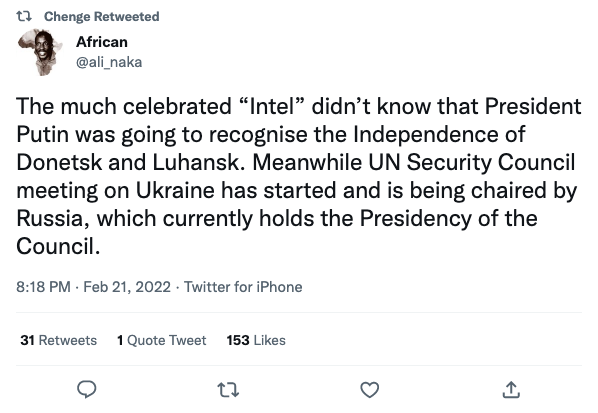 Chenge Retweeted
African
@ali_naka
The much celebrated “Intel” didn’t know that President
Putin was going to recognise the Independence of
Donetsk and Luhansk. Meanwhile UN Security Council
meeting on Ukraine has started and is being chaired by
Russia, which currently holds the Presidency of the
Council.
8:18 PM · Feb 21, 2022 · Twitter for iPhone
31 Retweets 1 Quote Tweet 153 Likes